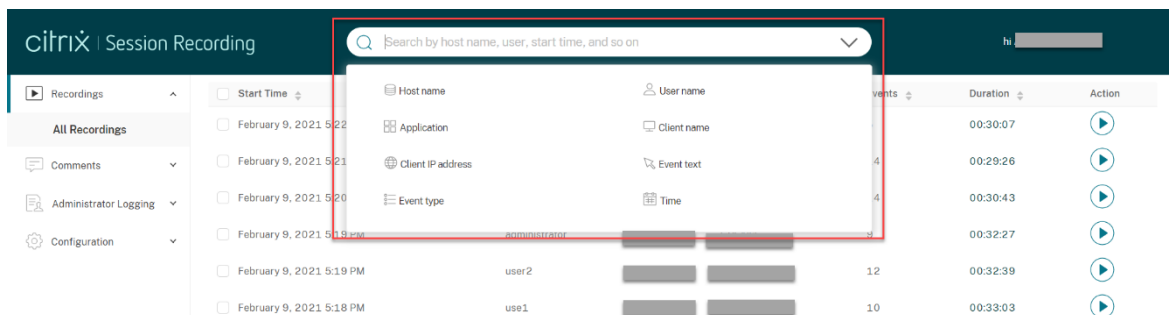 citrix | Session Recording
Search by host name, user, start time, and so on
hi
Recordings
Start Time
Host name
User name
vents
Duration
Action
All Recordings
February 9, 2021 5:22
Application
Client name
00:30:07
Comments
February 9, 2021 5:21
Client IP address
Event text
4
00:29:26
Administrator Logging
February 9, 2021 5:20
Event type
Time
4
00:30:43
Configuration
February 9, 2021 5:19 PM
administrator
9
00:32:27
February 9, 2021 5:19 PM
user2
12
00:32:39
February 9, 2021 5:18 PM
use1
10
00:33:03